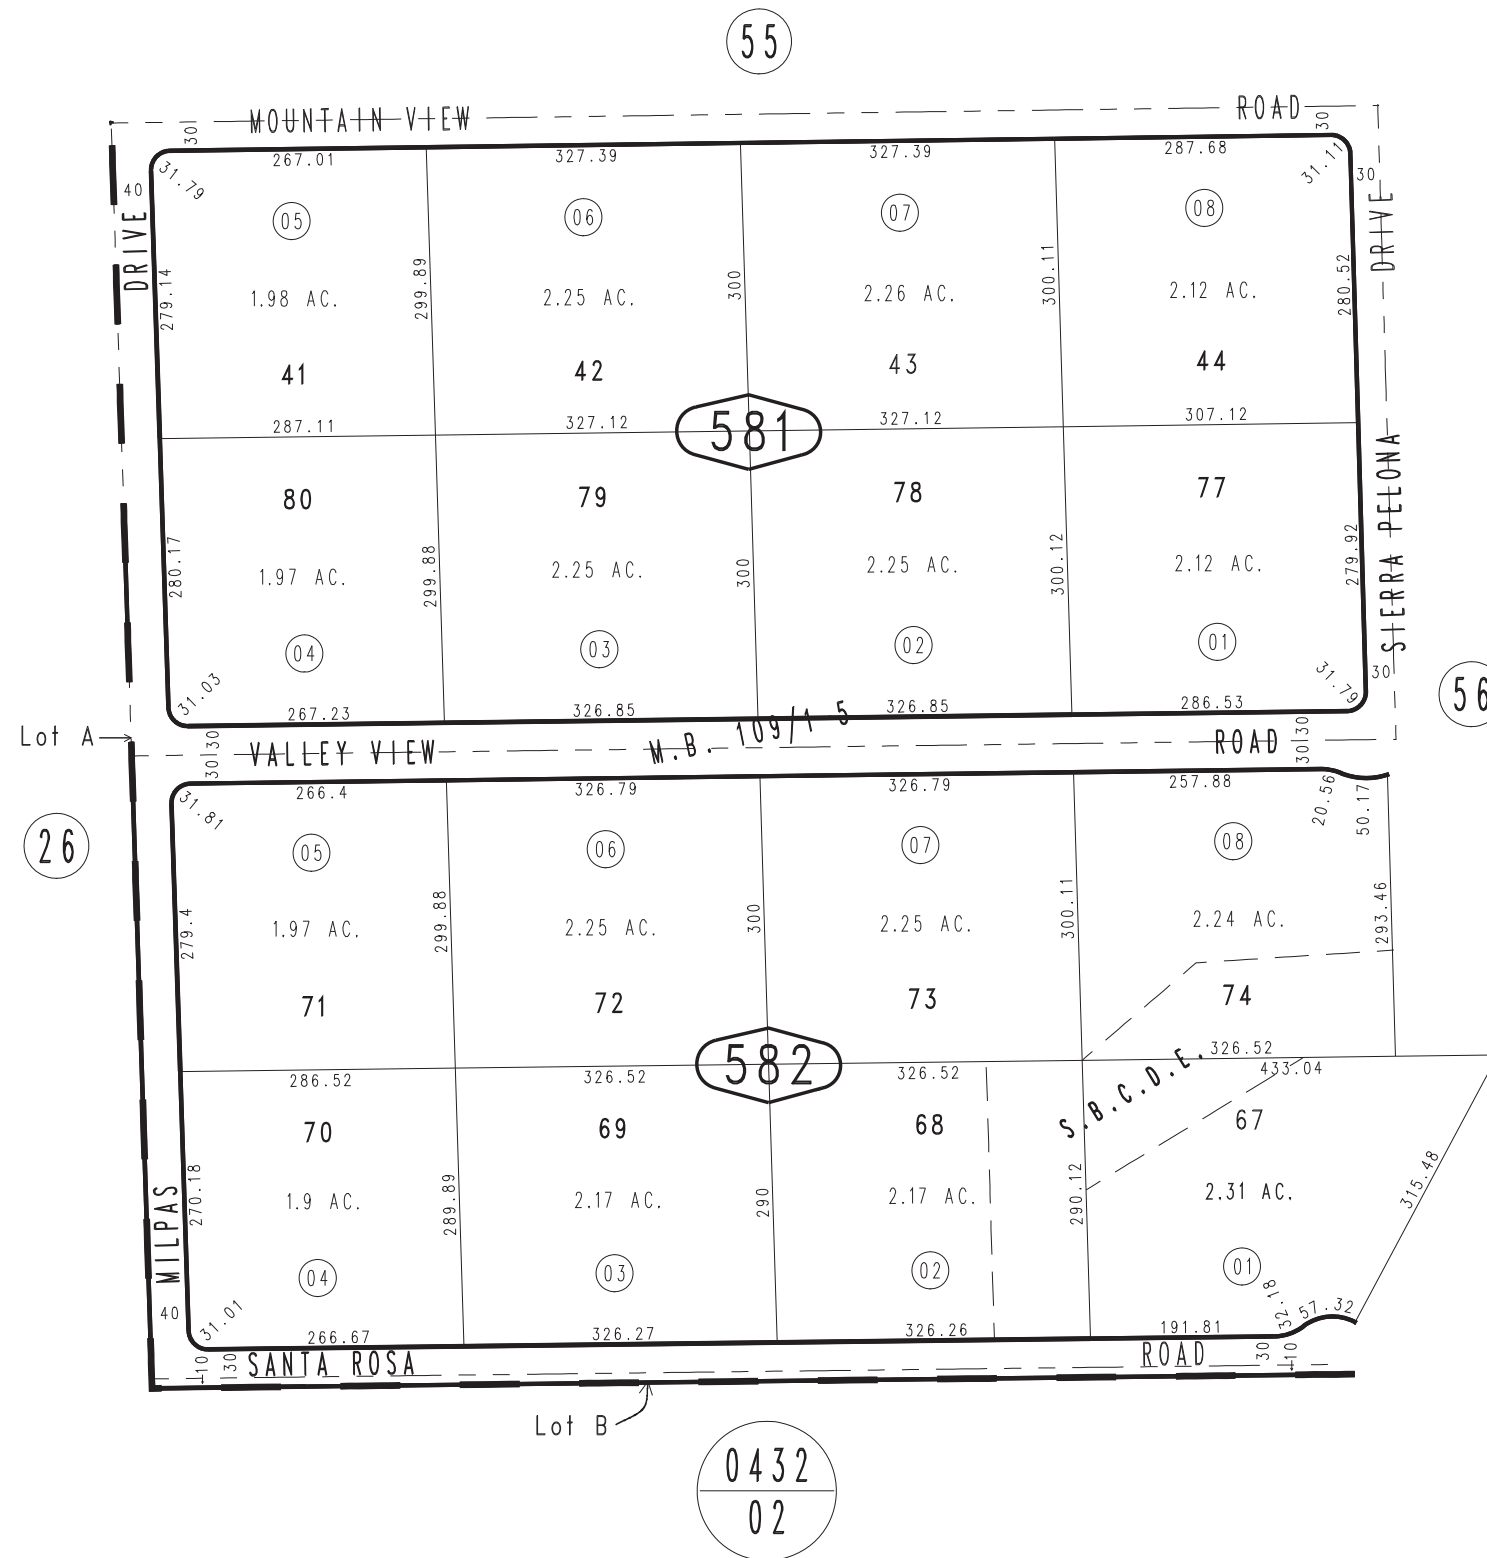 55
MOUNTAIN VIEW ROAD
30 30
267.01 327.39 327.39 287.68
31.79 31.11
40 30
05 06 07 08
DRIVE DRIVE
279.14 299.89 300 300.11 280.52
1.98 AC. 2.25 AC. 2.26 AC. 2.12 AC.
41 42 43 44
287.11 327.12 327.12 307.12
581
SIERRA PELONA
80 79 78 77
280.17 299.88 300 300.12 279.92
1.97 AC. 2.25 AC. 2.25 AC. 2.12 AC.
04 03 02 01
31.03 31.79
30
56
267.23 326.85 326.85 286.53
Lot A
30 30 30 30
VALLEY VIEW M.B. 109/1-5 ROAD
266.4 326.79 326.79 257.88
31.81 20.56 50.17
26
05 06 07 08
279.4 299.88 300 300.11 293.46
1.97 AC. 2.25 AC. 2.25 AC. 2.24 AC.
71 72 73 74
582
S.B.C.D.E.
286.52 326.52 326.52 326.52
433.04
70 69 68 67
270.18 289.89 290 290.12 315.48
1.9 AC. 2.17 AC. 2.17 AC. 2.31 AC.
MILPAS
04 03 02 01
40 31.01 32.18 57.32
266.67 326.27 326.26 191.81
10 30 30 10
SANTA ROSA ROAD
Lot B
0432
02